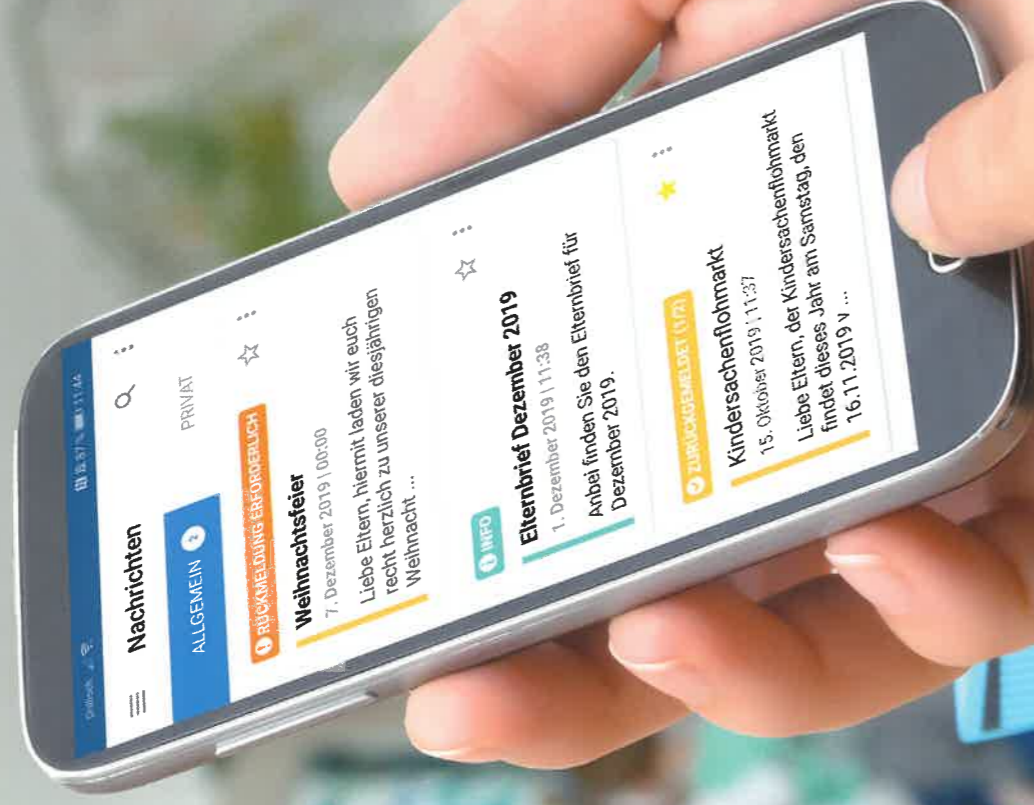 11:44
Nachrichten
ALLGEMEIN 2
PRIVAT
RÜCKMELDUNG ERFORDERLICH
Weihnachtsfeier
7. Dezember 2019 | 00:00
Liebe Eltern, hiermit laden wir euch
recht herzlich zu unserer diesjährigen
Weihnacht ...
INFO
Elternbrief Dezember 2019
1. Dezember 2019 | 11:38
Anbei finden Sie den Elternbrief für
Dezember 2019.
ZURÜCKGEMELDET (1/2)
Kindersachenflohmarkt
15. Oktober 2019 | 11:37
Liebe Eltern, der Kindersachenflohmarkt
findet dieses Jahr am Samstag, den
16.11.2019 v ...